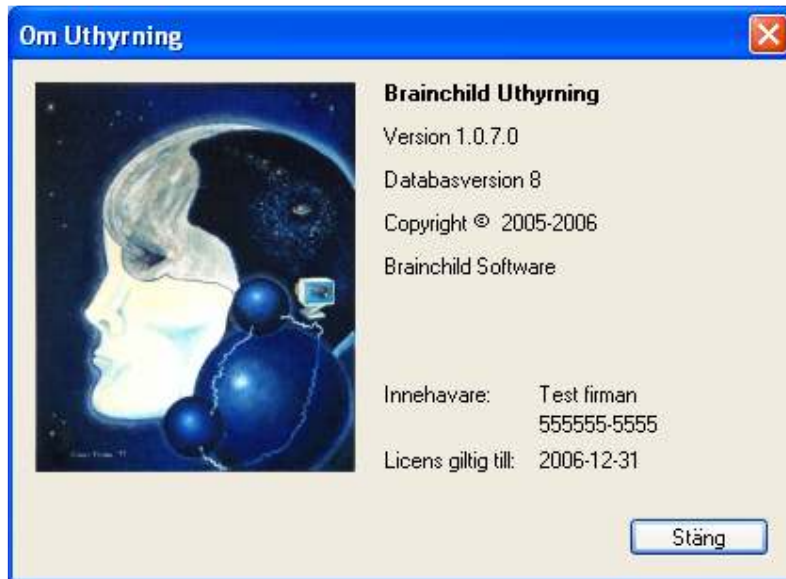 Om Uthyrning
Brainchild Uthyrning
Version 1.0.7.0
Databasversion 8
Copyright © 2005-2006
Brainchild Software
Innehavare: Test firman
555555-5555
Licens giltig till: 2006-12-31
Stäng